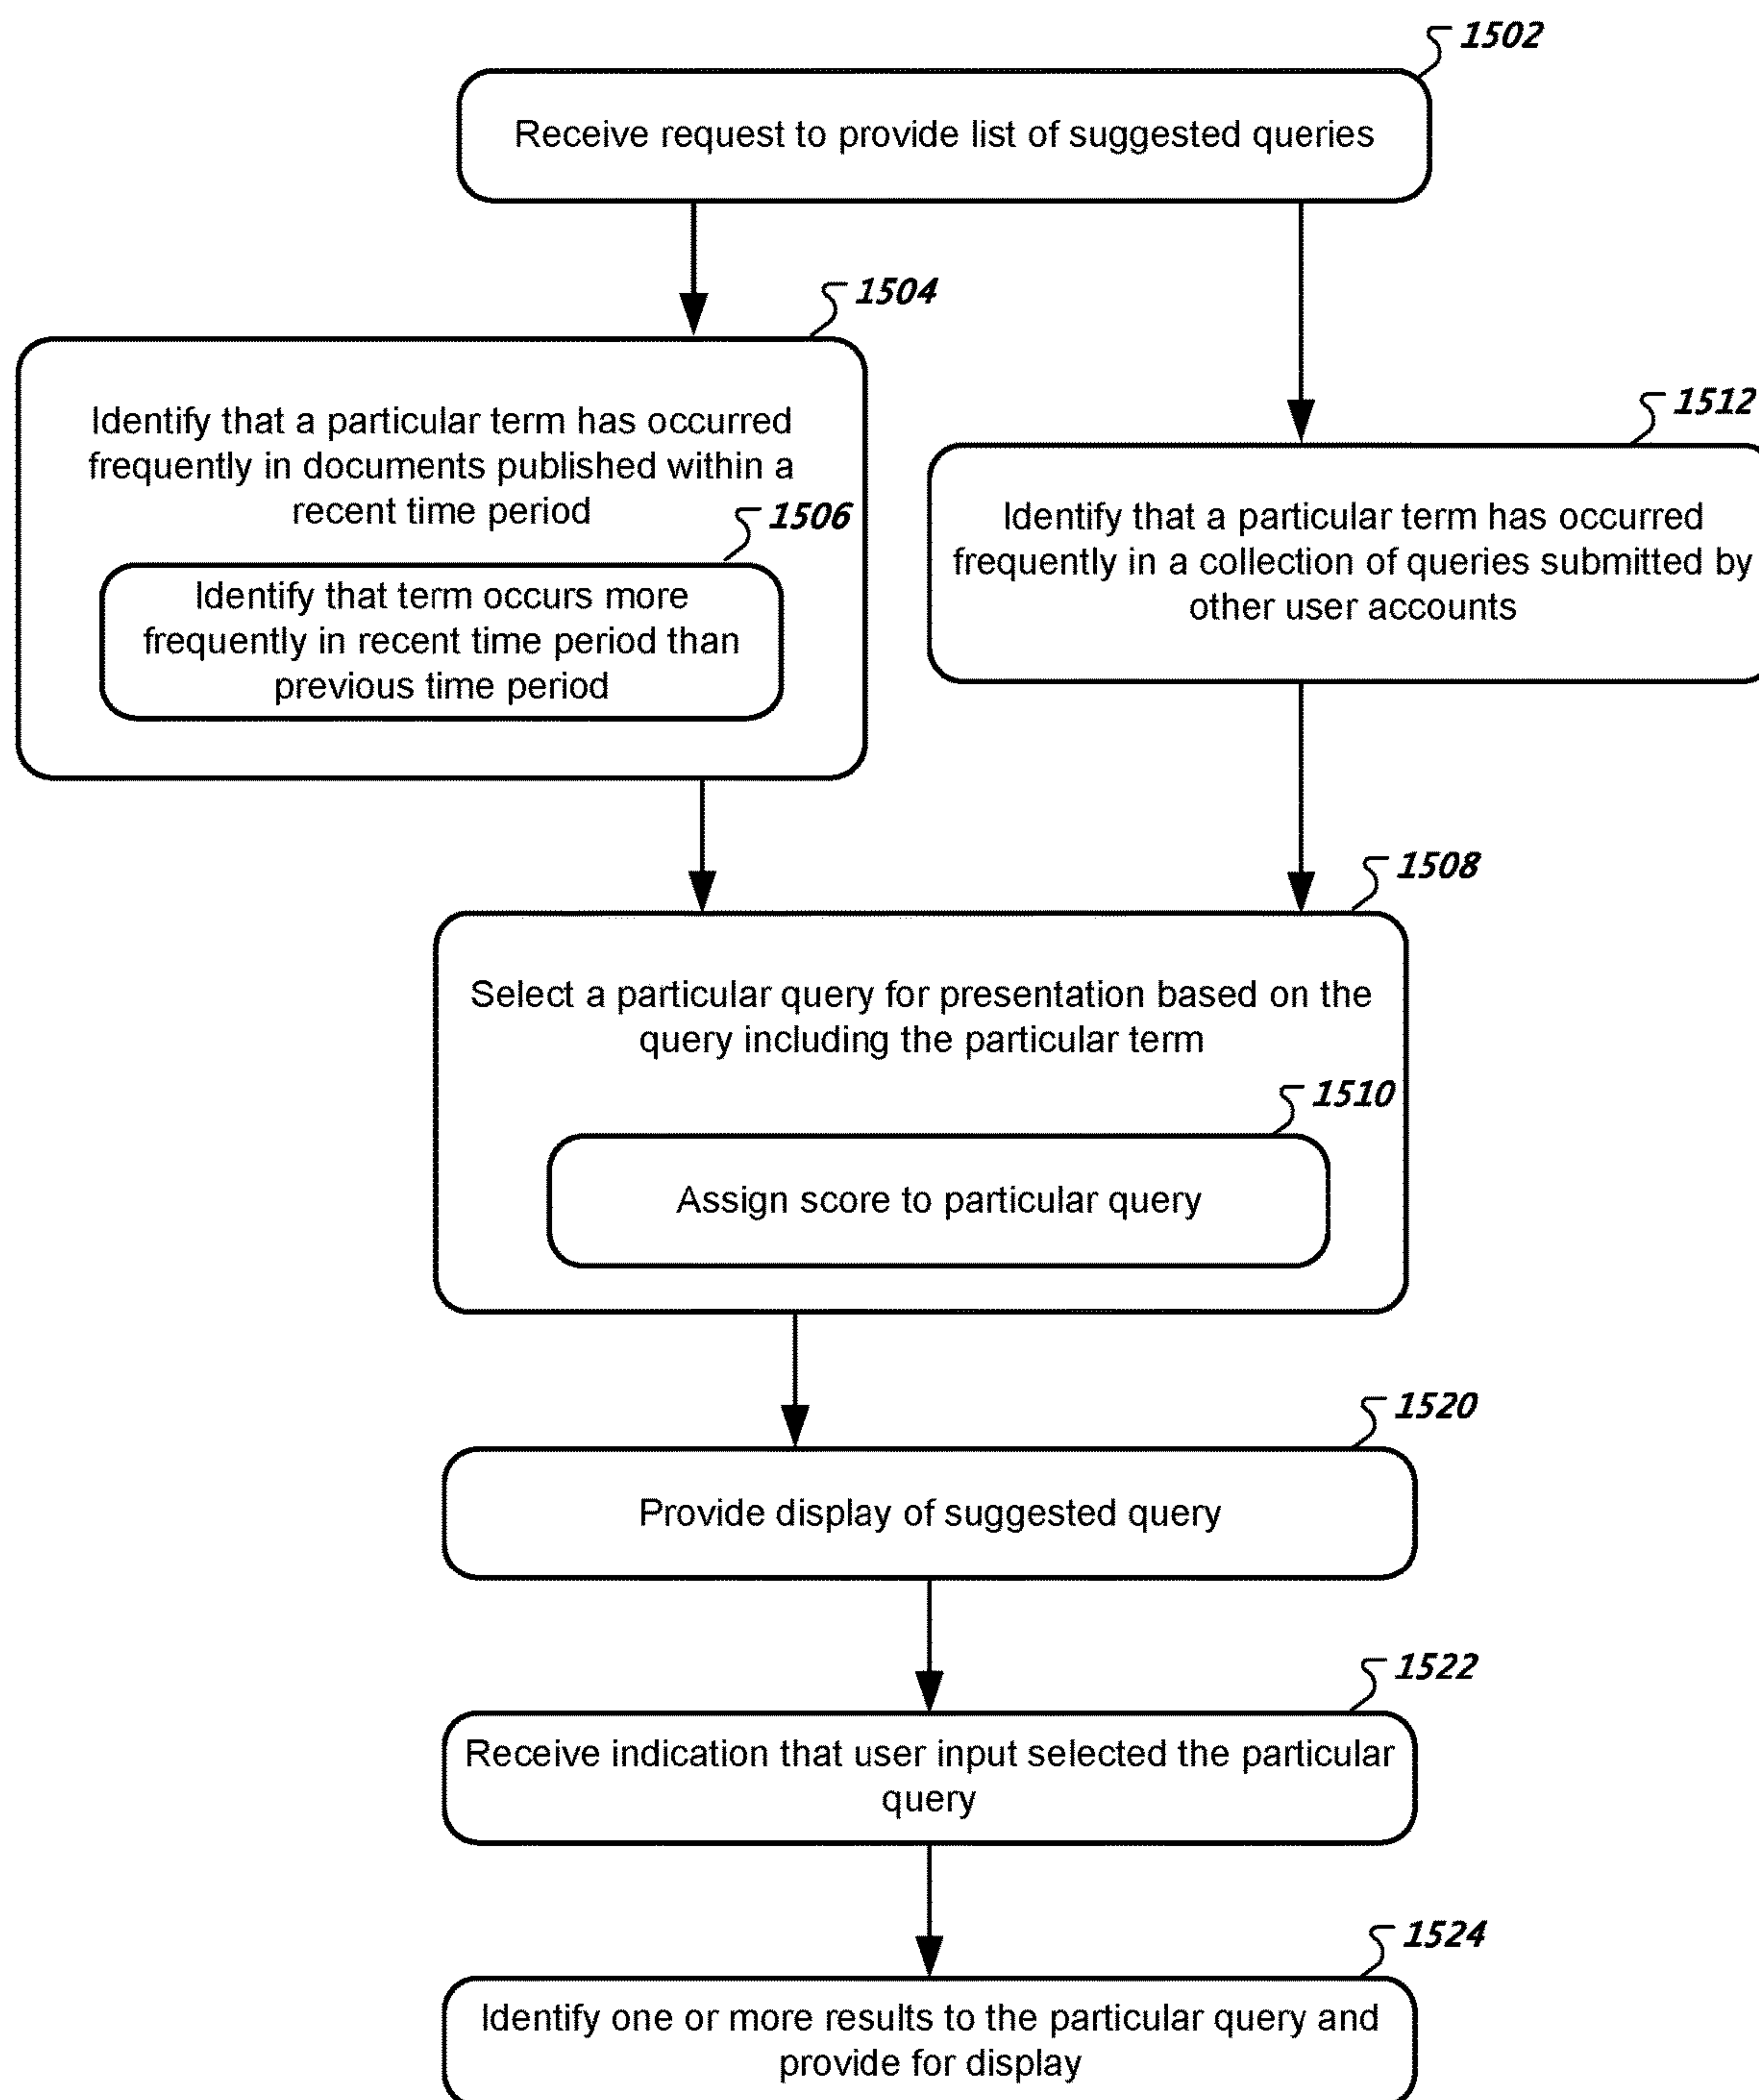 1502
Receive request to provide list of suggested queries
1504
Identify that a particular term has occurred
frequently in documents published within a
recent time period
1506
Identify that term occurs more
frequently in recent time period than
previous time period
1512
Identify that a particular term has occurred
frequently in a collection of queries submitted by
other user accounts
1508
Select a particular query for presentation based on the
query including the particular term
1510
Assign score to particular query
1520
Provide display of suggested query
1522
Receive indication that user input selected the particular
query
1524
Identify one or more results to the particular query and
provide for display